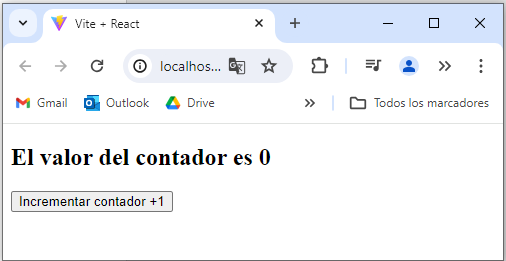 Vite + React
localhos...
Gmail
Outlook
Drive
Todos los marcadores
El valor del contador es 0
Incrementar contador +1